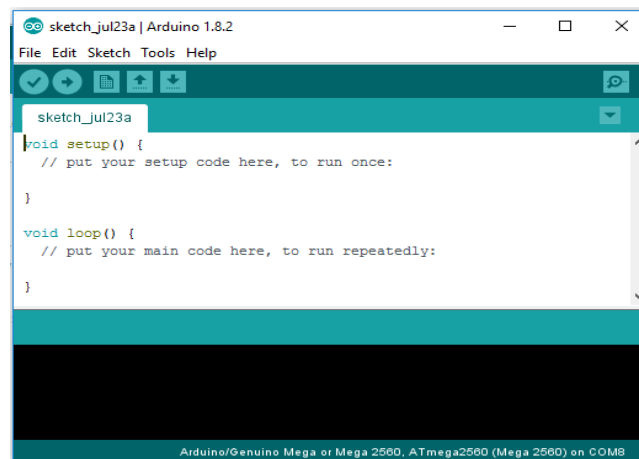 sketch_jul23a | Arduino 1.8.2
File Edit Sketch Tools Help
sketch_jul23a
void setup() {
  // put your setup code here, to run once:
}
void loop() {
  // put your main code here, to run repeatedly:
}
Arduino/Genuino Mega or Mega 2560, ATmega2560 (Mega 2560) on COM8